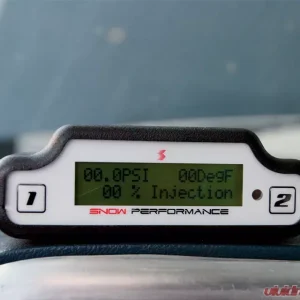 00.0PSI 00DegF
00 % Injection
1
2
SNOW PERFORMANCE